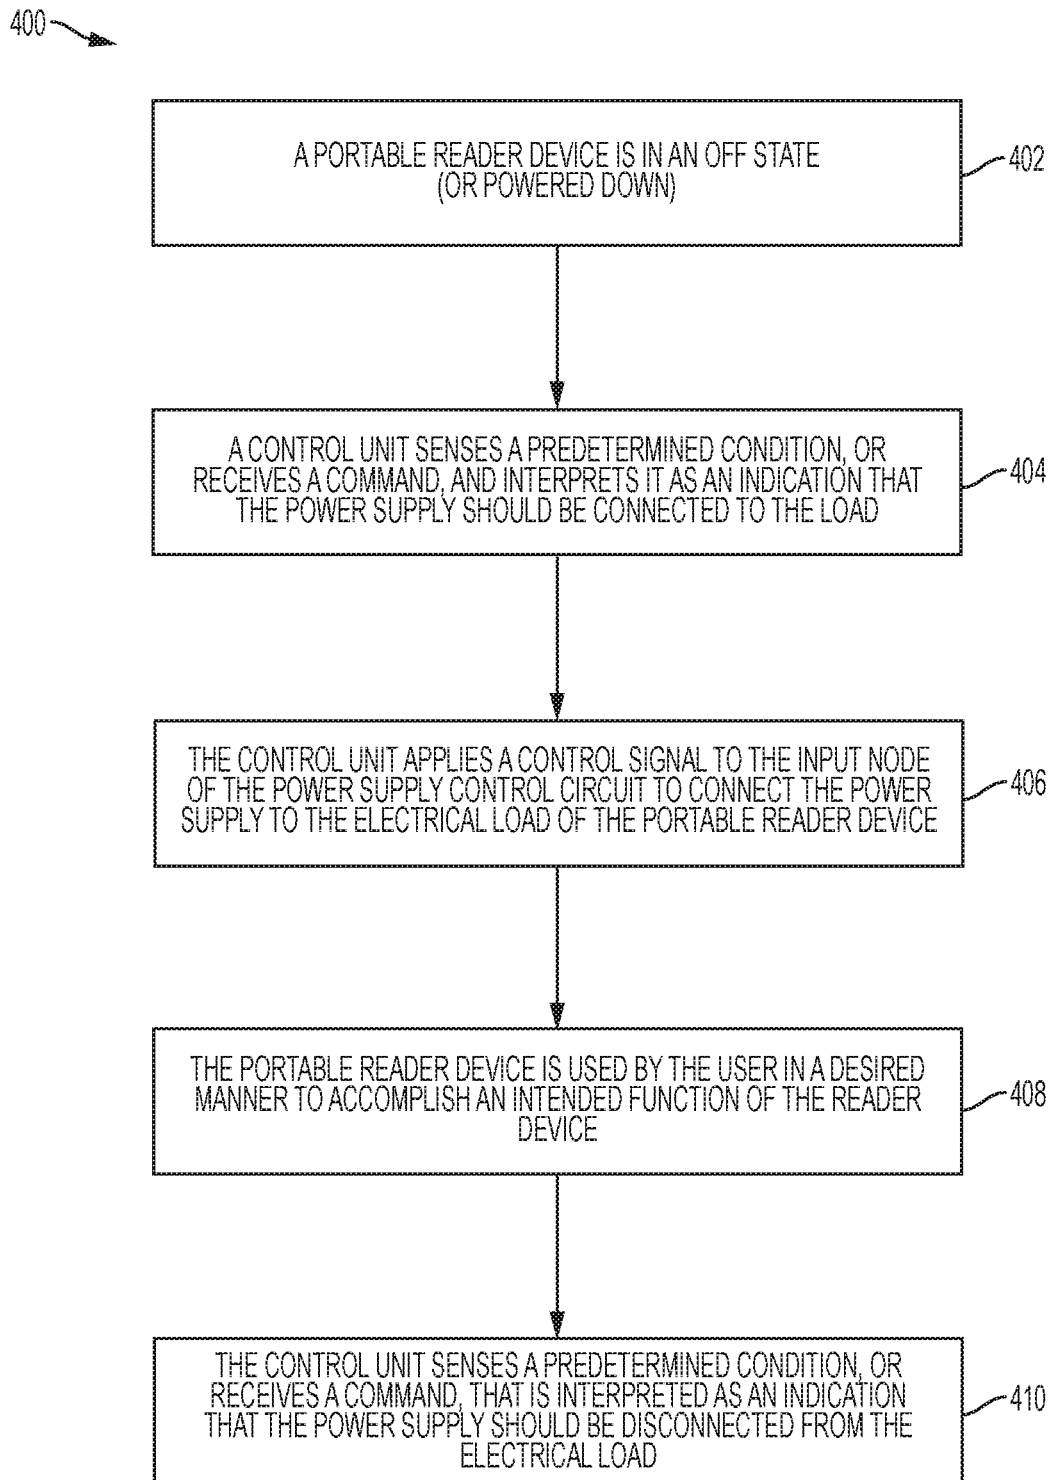 400
A PORTABLE READER DEVICE IS IN AN OFF STATE
(OR POWERED DOWN)
402
A CONTROL UNIT SENSES A PREDETERMINED CONDITION, OR
RECEIVES A COMMAND, AND INTERPRETS IT AS AN INDICATION THAT
THE POWER SUPPLY SHOULD BE CONNECTED TO THE LOAD
404
THE CONTROL UNIT APPLIES A CONTROL SIGNAL TO THE INPUT NODE
OF THE POWER SUPPLY CONTROL CIRCUIT TO CONNECT THE POWER
SUPPLY TO THE ELECTRICAL LOAD OF THE PORTABLE READER DEVICE
406
THE PORTABLE READER DEVICE IS USED BY THE USER IN A DESIRED
MANNER TO ACCOMPLISH AN INTENDED FUNCTION OF THE READER
DEVICE
408
THE CONTROL UNIT SENSES A PREDETERMINED CONDITION, OR
RECEIVES A COMMAND, THAT IS INTERPRETED AS AN INDICATION
THAT THE POWER SUPPLY SHOULD BE DISCONNECTED FROM THE
ELECTRICAL LOAD
410